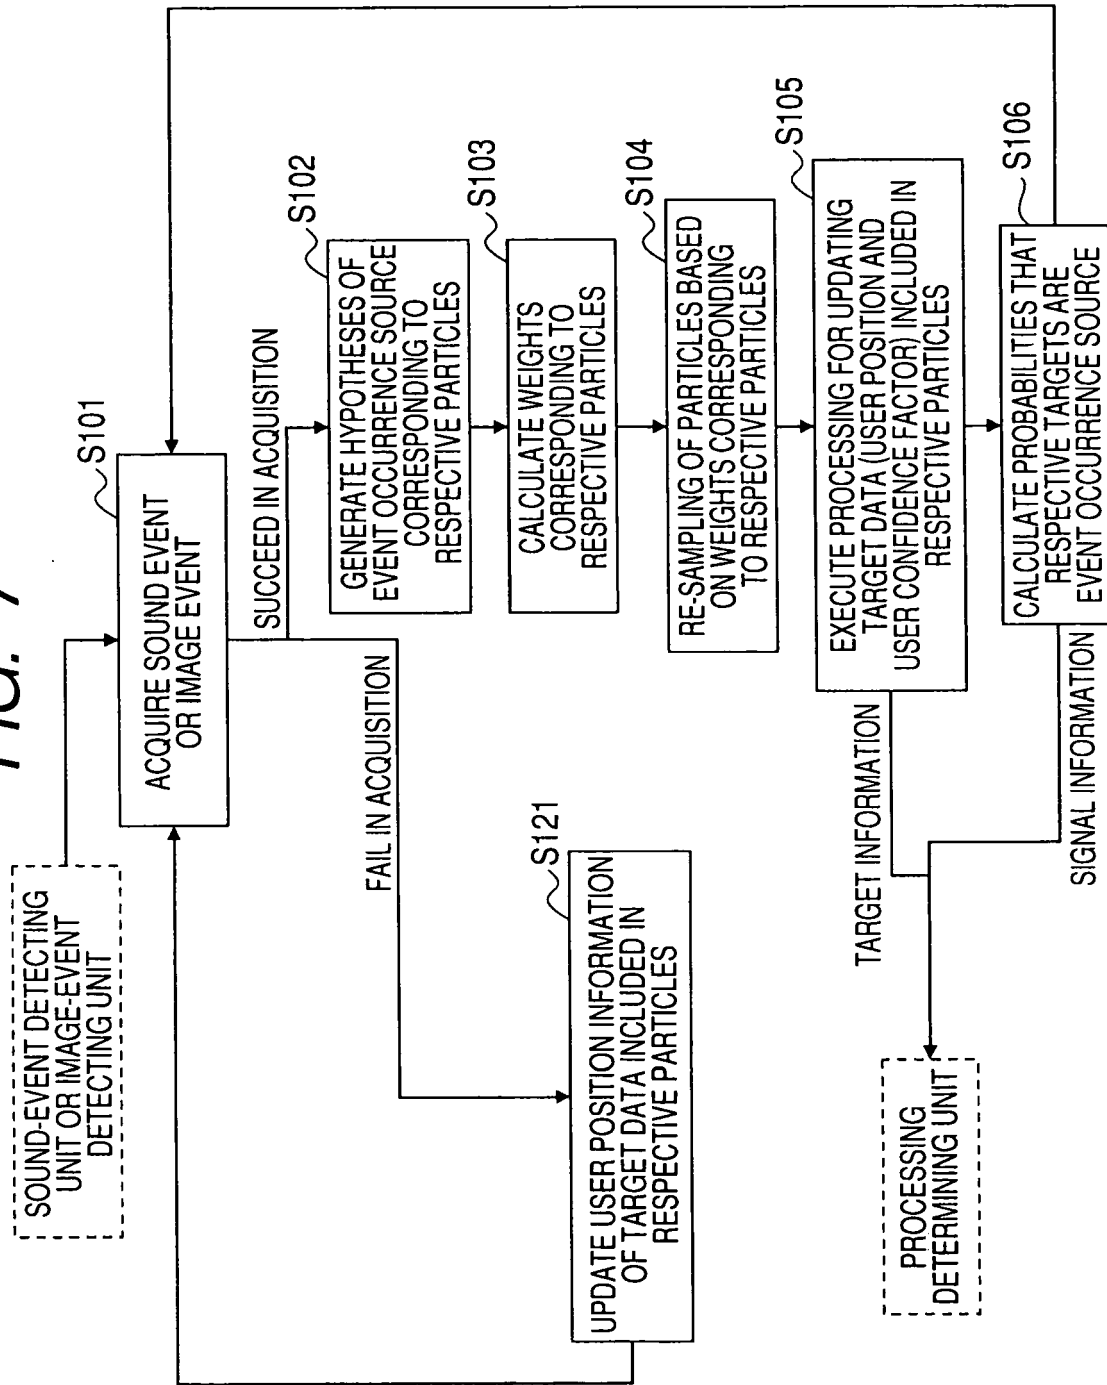 FIG. 7
SOUND-EVENT DETECTING
UNIT OR IMAGE-EVENT
DETECTING UNIT
S101
ACQUIRE SOUND EVENT
OR IMAGE EVENT
SUCCEED IN ACQUISITION
FAIL IN ACQUISITION
S102
GENERATE HYPOTHESES OF
EVENT OCCURRENCE SOURCE
CORRESPONDING TO
RESPECTIVE PARTICLES
S103
CALCULATE WEIGHTS
CORRESPONDING TO
RESPECTIVE PARTICLES
S104
RE-SAMPLING OF PARTICLES BASED
ON WEIGHTS CORRESPONDING
TO RESPECTIVE PARTICLES
S121
UPDATE USER POSITION INFORMATION
OF TARGET DATA INCLUDED IN
RESPECTIVE PARTICLES
S105
EXECUTE PROCESSING FOR UPDATING
TARGET DATA (USER POSITION AND
USER CONFIDENCE FACTOR) INCLUDED IN
RESPECTIVE PARTICLES
TARGET INFORMATION
S106
CALCULATE PROBABILITIES THAT
RESPECTIVE TARGETS ARE
EVENT OCCURRENCE SOURCE
SIGNAL INFORMATION
PROCESSING
DETERMINING UNIT